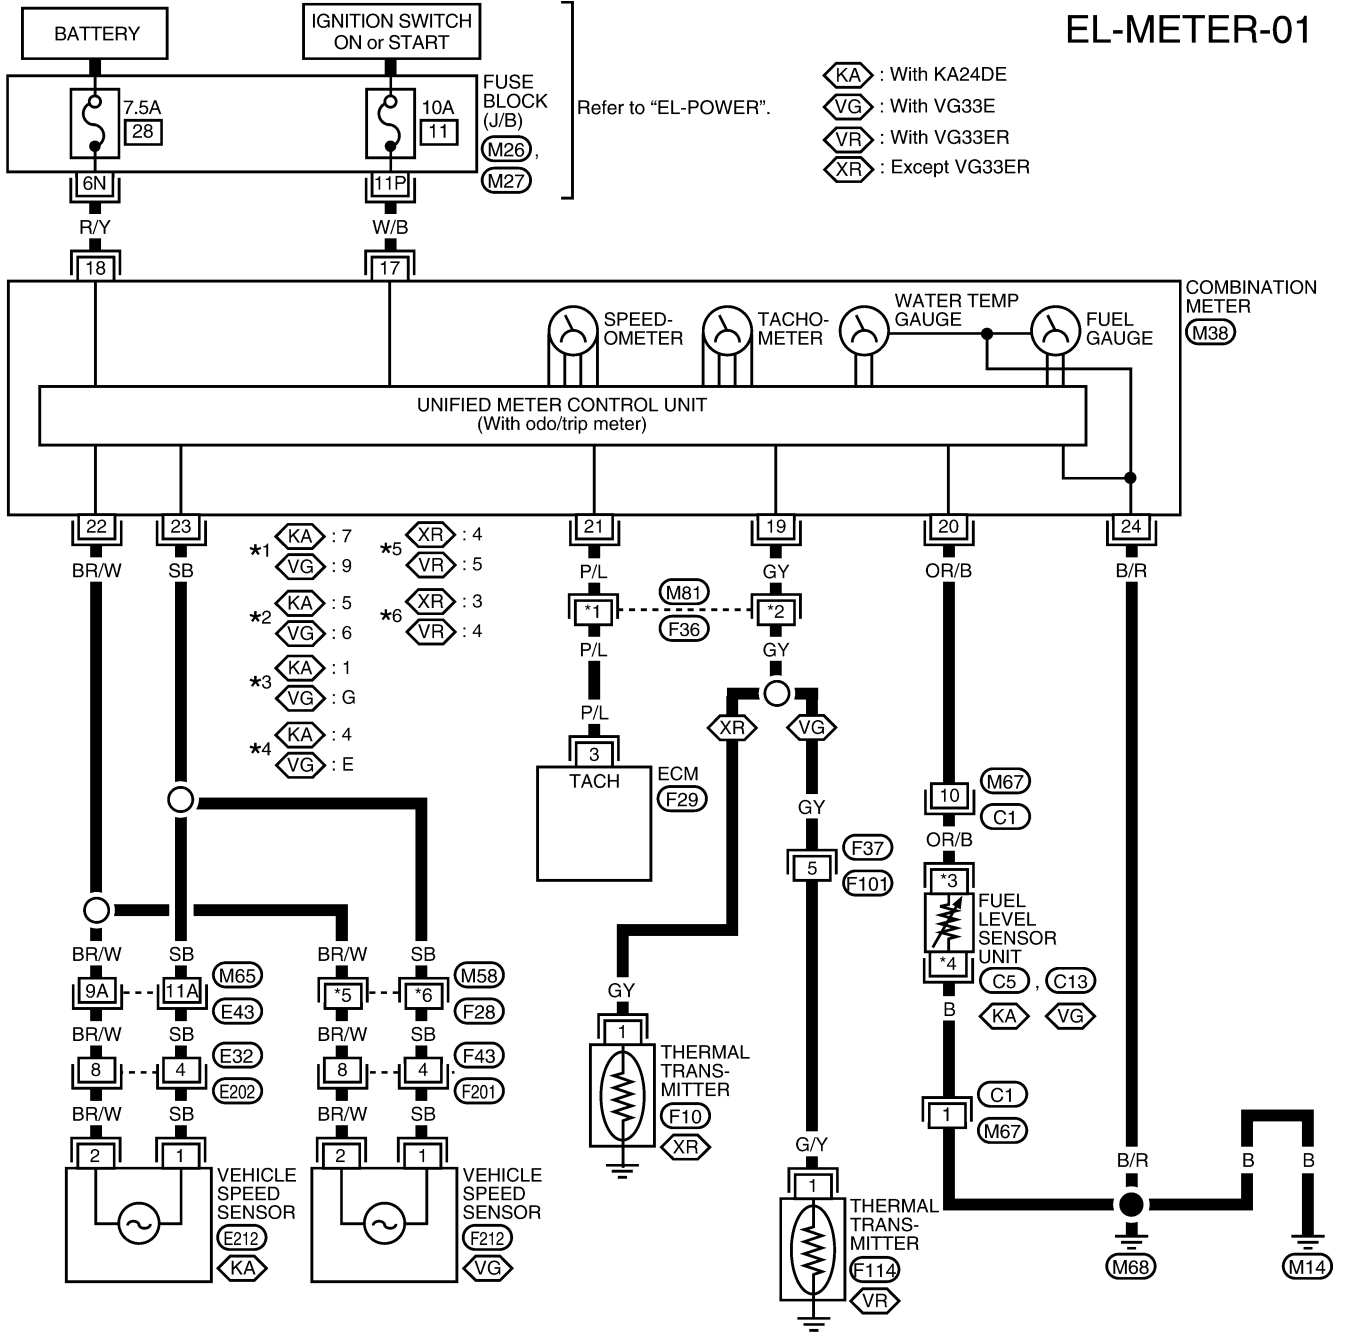 EL-METER-01
BATTERY
IGNITION SWITCH
ON or START
7.5A
28
10A
11
FUSE
BLOCK
(J/B)
M26 ,
M27
Refer to “EL-POWER”.
KA : With KA24DE
VG : With VG33E
VR : With VG33ER
XR : Except VG33ER
6N
11P
R/Y
W/B
18
17
COMBINATION
METER
M38
SPEED-
OMETER
TACHO-
METER
WATER TEMP
GAUGE
FUEL
GAUGE
UNIFIED METER CONTROL UNIT
(With odo/trip meter)
22
23
21
19
20
24
BR/W
SB
P/L
GY
OR/B
B/R
*1
KA : 7
VG : 9
*2
KA : 5
VG : 6
*3
KA : 1
VG : G
*4
KA : 4
VG : E
*5
XR : 4
VR : 5
*6
XR : 3
VR : 4
*1
M81
F36
*2
P/L
GY
P/L
XR
VG
3
TACH
ECM
F29
GY
10
M67
C1
OR/B
5
F37
F101
*3
FUEL
LEVEL
SENSOR
UNIT
*4
C5 , C13
KA
VG
B
BR/W
SB
BR/W
SB
9A
11A
M65
E43
*5
*6
M58
F28
BR/W
SB
BR/W
SB
8
4
E32
E202
8
4
F43
F201
BR/W
SB
BR/W
SB
2
1
VEHICLE
SPEED
SENSOR
E212
KA
2
1
VEHICLE
SPEED
SENSOR
F212
VG
GY
1
THERMAL
TRANS-
MITTER
F10
XR
G/Y
1
THERMAL
TRANS-
MITTER
F114
VR
1
C1
M67
B/R
B
B
M68
M14